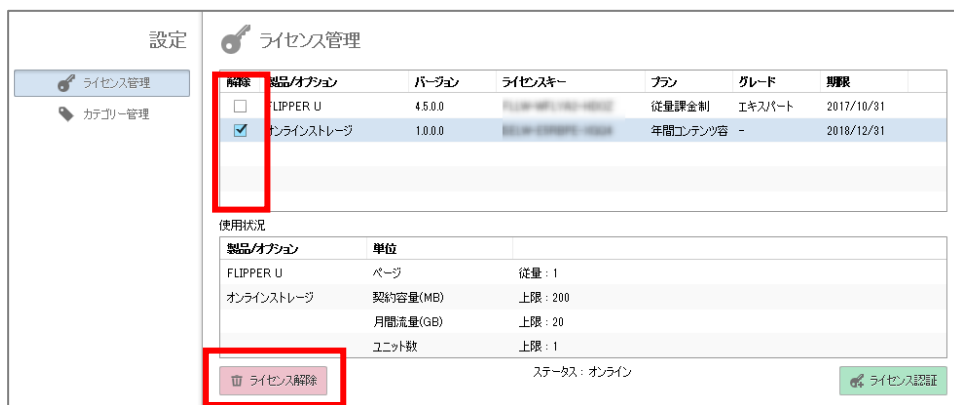 設定
ライセンス管理
カテゴリー管理
ライセンス管理
解除 製品/オプション バージョン ライセンスキー プラン グレード 期限
FLIPPER U 4.5.0.0 従量課金制 エキスパート 2017/10/31
オンラインストレージ 1.0.0.0 年間コンテンツ容 - 2018/12/31
使用状況
製品/オプション 単位
FLIPPER U ページ 従量:1
オンラインストレージ 契約容量(MB) 上限:200
月間流量(GB) 上限:20
ユニット数 上限:1
ライセンス解除 ステータス:オンライン ライセンス認証